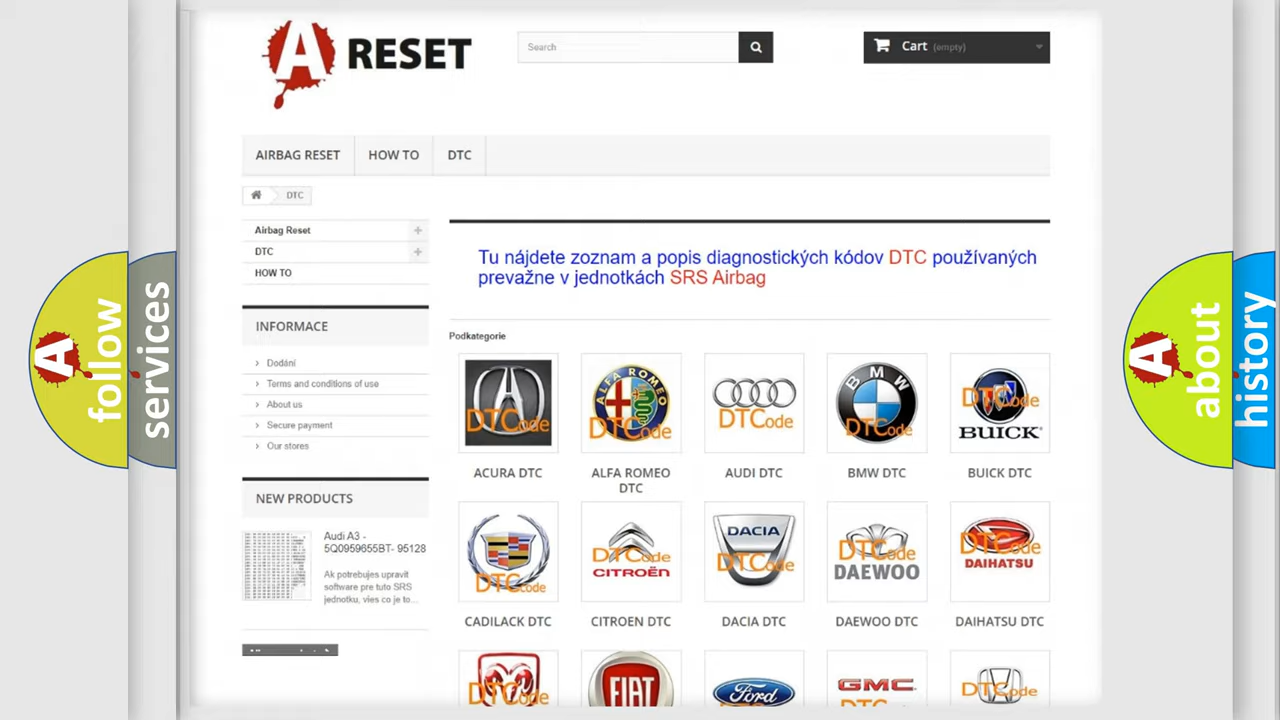 A RESET
Search
Cart (empty)
AIRBAG RESET
HOW TO
DTC
DTC
Airbag Reset
DTC
HOW TO
INFORMACE
Dodání
Terms and conditions of use
About us
Secure payment
Our stores
NEW PRODUCTS
Audi A3 -
5Q0959655BT- 95128
Ak potrebujes upravit
software pre tuto SRS
jednotku, vies co je to...
Tu nájdete zoznam a popis diagnostických kódov DTC používaných
prevažne v jednotkách SRS Airbag
Podkategorie
DTCode
ALFA ROMEO
DTCode
DTCode
BMW
DTCode
DTCode
BUICK
ACURA DTC
ALFA ROMEO
DTC
AUDI DTC
BMW DTC
BUICK DTC
DTCode
DTCode
CITROËN
DACIA
DTCode
DTCode
DAEWOO
DTCode
DAIHATSU
CADILACK DTC
CITROEN DTC
DACIA DTC
DAEWOO DTC
DAIHATSU DTC
DTCode
FIAT
Ford
DTCode
GMC
DTCode
A
follow
services
A
about
history